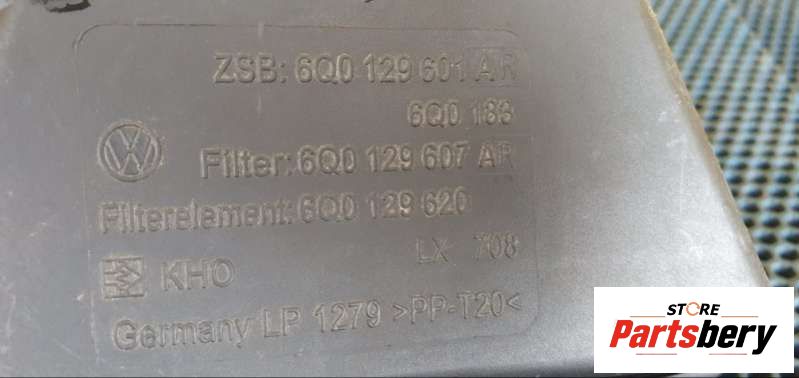 ZSB: 6Q0 129 601 AR
6Q0 183
Filter: 6Q0 129 607 AR
Filterelement: 6Q0 129 620
LX 708
KHO
Germany LP 1279 >PP-T20<
STORE
Partsbery